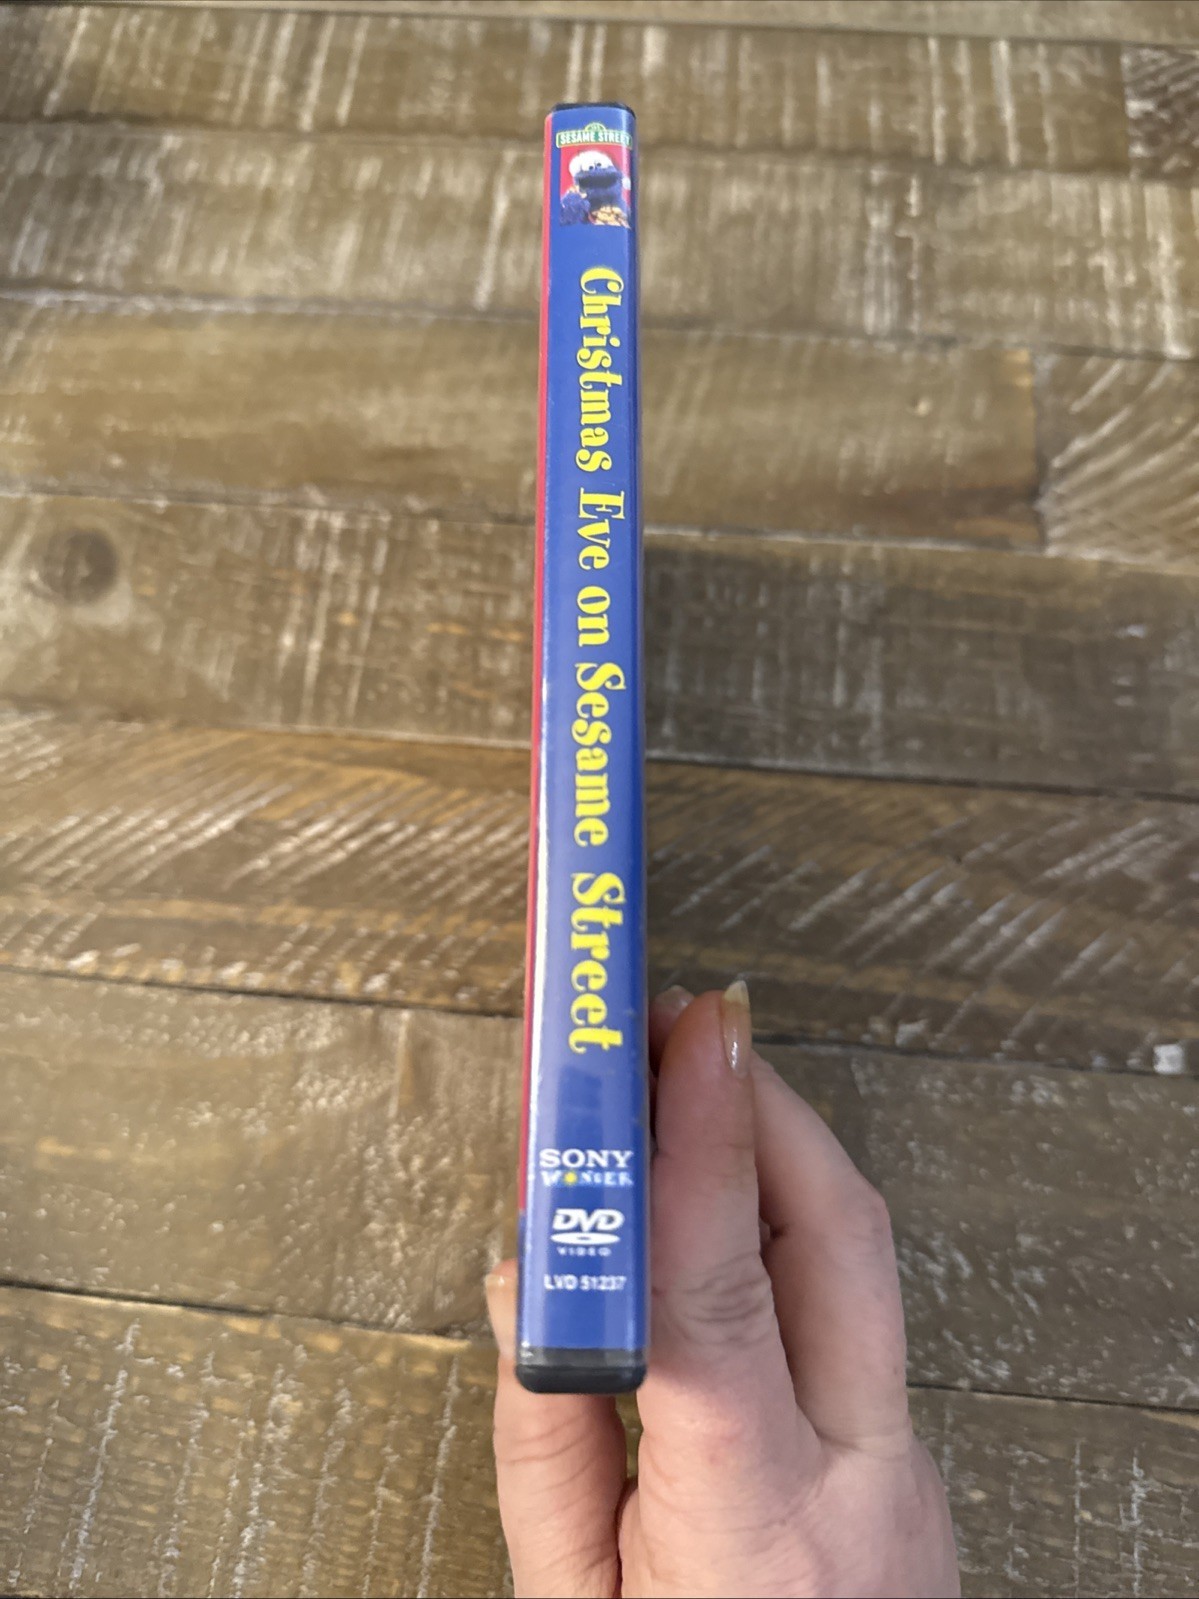 SESAME STREET
Christmas Eve on Sesame Street
SONY
WONDER
DVD
VIDEO
LVD 51237